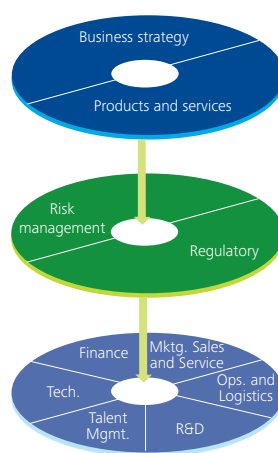 Business strategy
Products and services
Risk
management
Regulatory
Finance
Mktg. Sales
and Service
Tech.
Ops. and
Logistics
Talent
Mgmt.
R&D